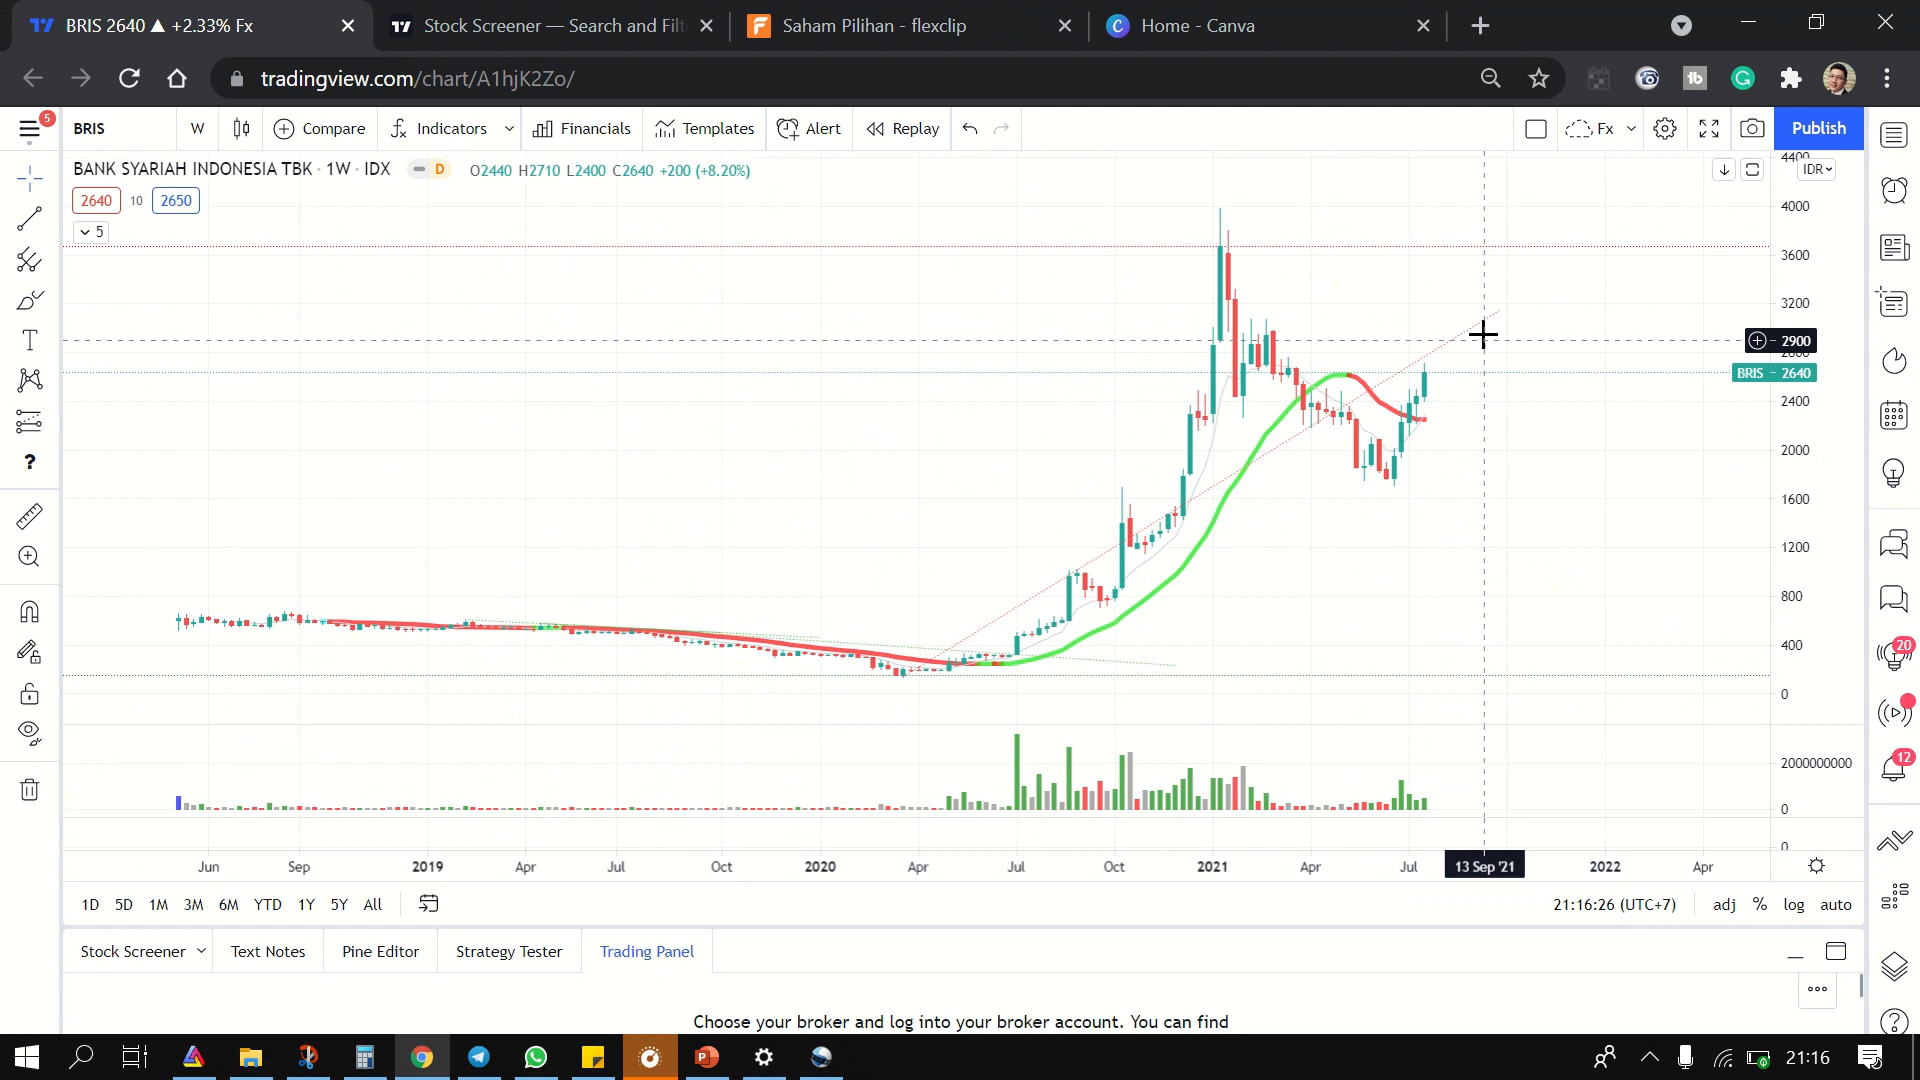 BRIS 2640 ▲ +2.33% Fx
Stock Screener — Search and Filt
Saham Pilihan - flexclip
Home - Canva
tradingview.com/chart/A1hjK2Zo/
5
BRIS
W
Compare
Indicators
Financials
Templates
Alert
Replay
Fx
Publish
BANK SYARIAH INDONESIA TBK · 1W · IDX
D
O2440 H2710 L2400 C2640 +200 (+8.20%)
IDR
2640
10
2650
5
4400
4000
3600
3200
2900
2800
BRIS - 2640
2400
2000
1600
1200
800
400
0
2000000000
0
0
Jun
Sep
2019
Apr
Jul
Oct
2020
Apr
Jul
Oct
2021
Apr
Jul
13 Sep '21
2022
Apr
1D
5D
1M
3M
6M
YTD
1Y
5Y
All
21:16:26 (UTC+7)
adj
%
log
auto
20
12
Stock Screener
Text Notes
Pine Editor
Strategy Tester
Trading Panel
Choose your broker and log into your broker account. You can find
21:16